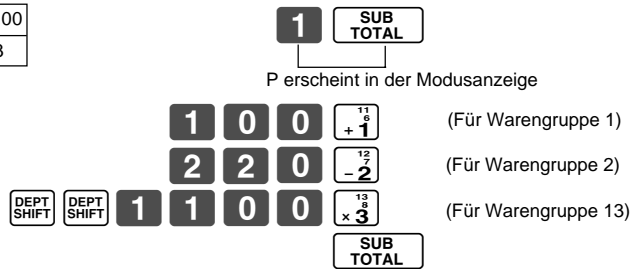 00
1 SUB TOTAL
P erscheint in der Modusanzeige
1 0 0 11 6 +1 (Für Warengruppe 1)
2 2 0 12 7 -2 (Für Warengruppe 2)
DEPT SHIFT DEPT SHIFT 1 1 0 0 13 8 ×3 (Für Warengruppe 13)
SUB TOTAL